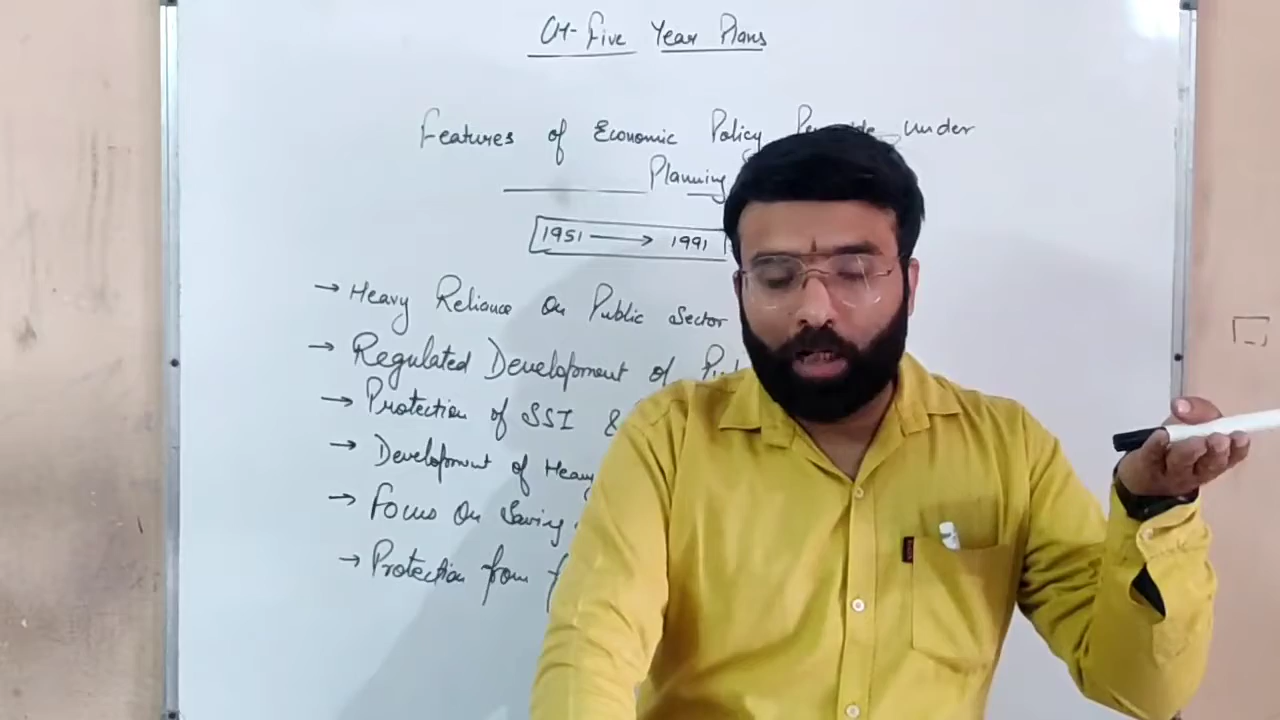 CH- Five Year Plans
Features of Economic Policy under
Planning
1951 → 1991
→ Heavy Reliance On Public Sector
→ Regulated Development of
→ Protection of SSI &
→ Development of Heavy
→ Focus On Saving
→ Protection from